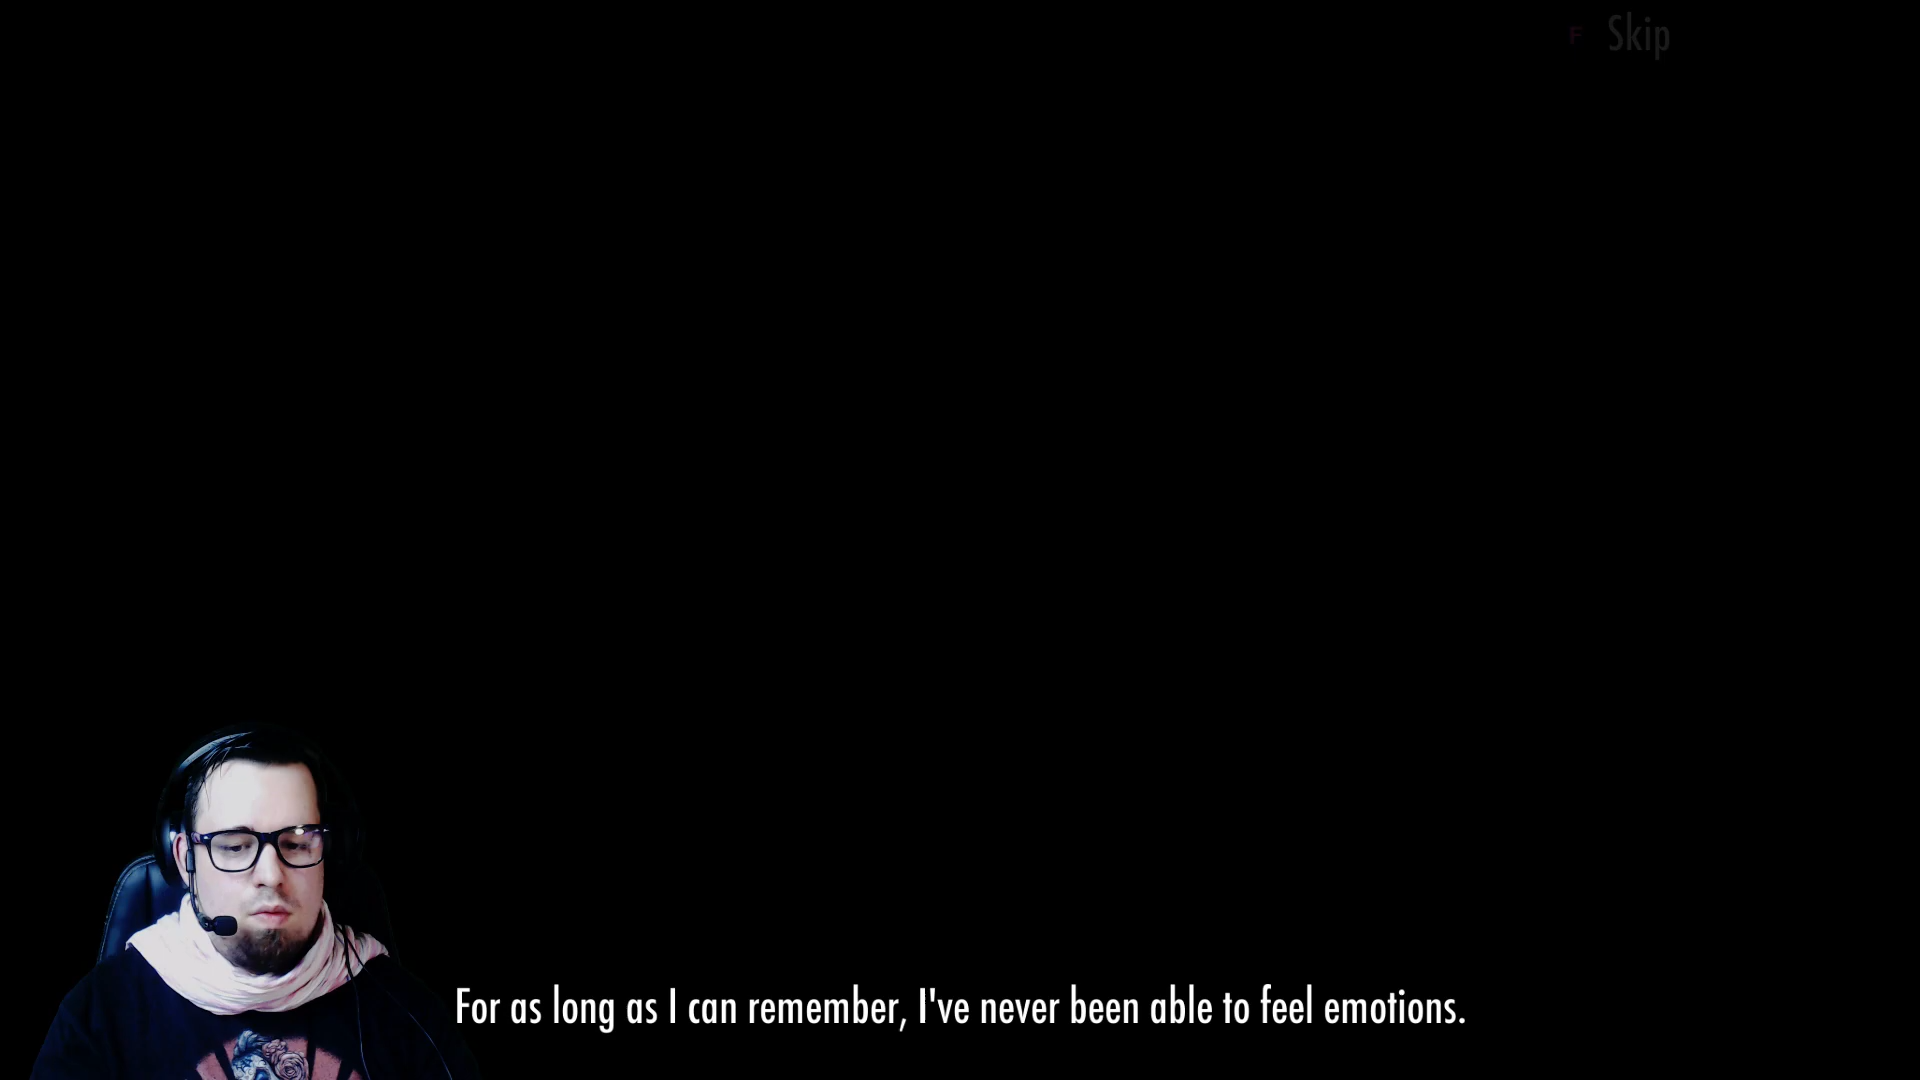 F Skip
For as long as I can remember, I've never been able to feel emotions.